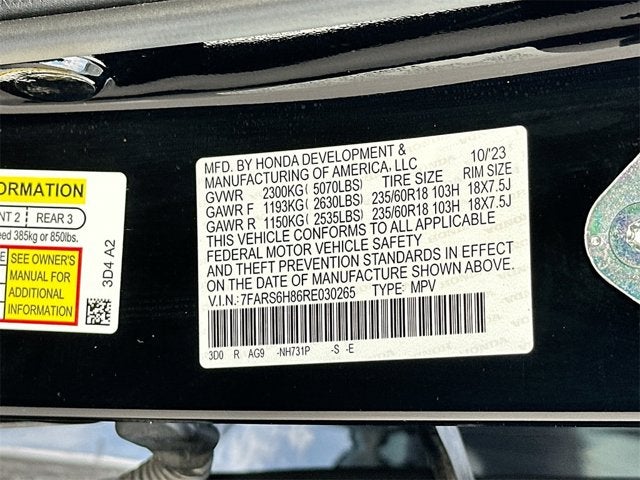 ORMATION
NT 2 REAR 3
eed 385kg or 850lbs.
SEE OWNER'S
MANUAL FOR
ADDITIONAL
INFORMATION
3D4 A2
MFD. BY HONDA DEVELOPMENT & 10/'23
MANUFACTURING OF AMERICA, LLC
GVWR 2300KG( 5070LBS) TIRE SIZE RIM SIZE
GAWR F 1193KG( 2630LBS) 235/60R18 103H 18X7.5J
GAWR R 1150KG( 2535LBS) 235/60R18 103H 18X7.5J
THIS VEHICLE CONFORMS TO ALL APPLICABLE
FEDERAL MOTOR VEHICLE SAFETY
AND THEFT PREVENTION STANDARDS IN EFFECT
ON THE DATE OF MANUFACTURE SHOWN ABOVE.
V.I.N.:7FARS6H86RE030265 TYPE: MPV
3D0 R AG9 -NH731P -S -E